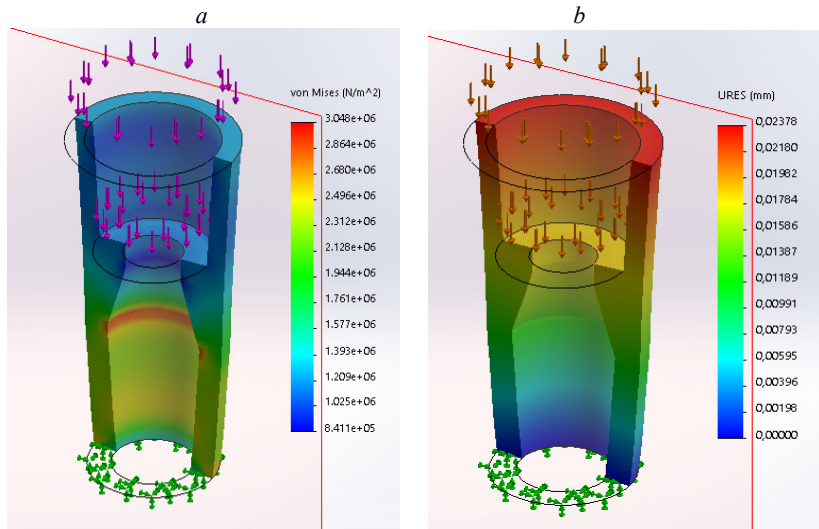 a
b
von Mises (N/m^2)
3.048e+06
2.864e+06
2.680e+06
2.496e+06
2.312e+06
2.128e+06
1.944e+06
1.761e+06
1.577e+06
1.393e+06
1.209e+06
1.025e+06
8.411e+05
URES (mm)
0,02378
0,02180
0,01982
0,01784
0,01586
0,01387
0,01189
0,00991
0,00793
0,00595
0,00396
0,00198
0,00000